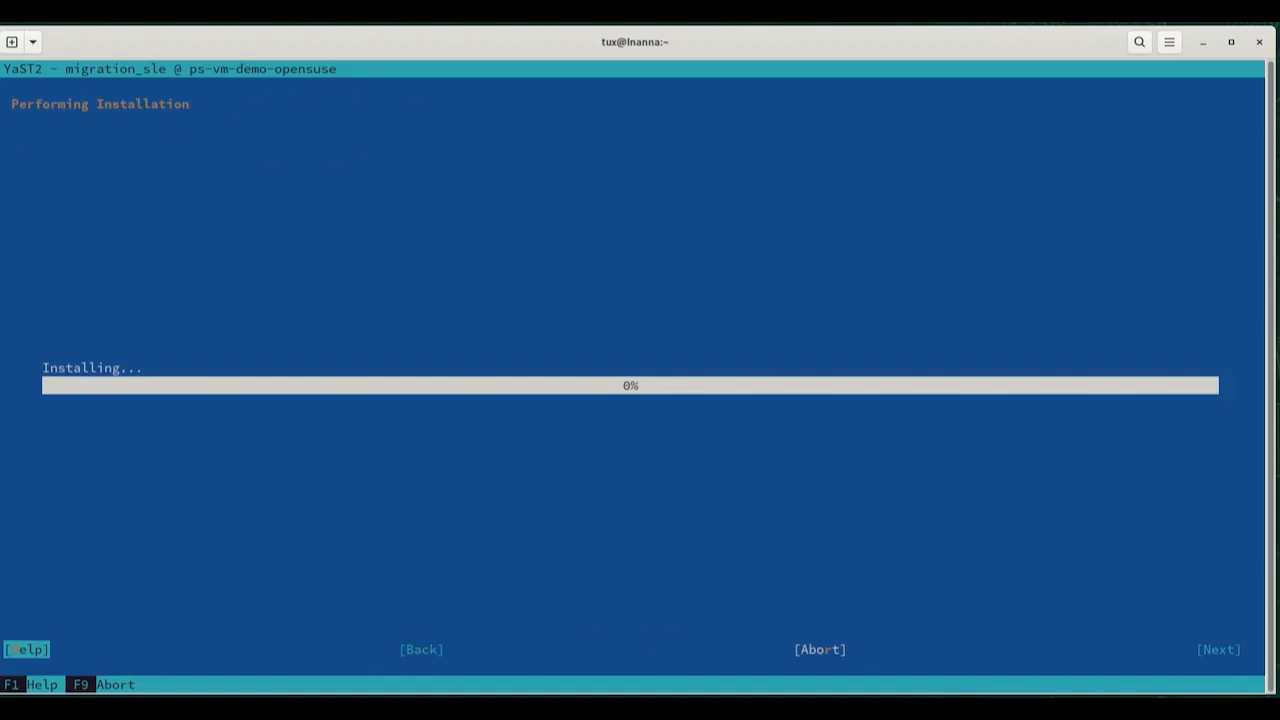 tux@lnanna:~
YaST2 - migration_sle @ ps-vm-demo-opensuse
Performing Installation
Installing...
0%
[Help] [Back] [Abort] [Next]
F1 Help F9 Abort